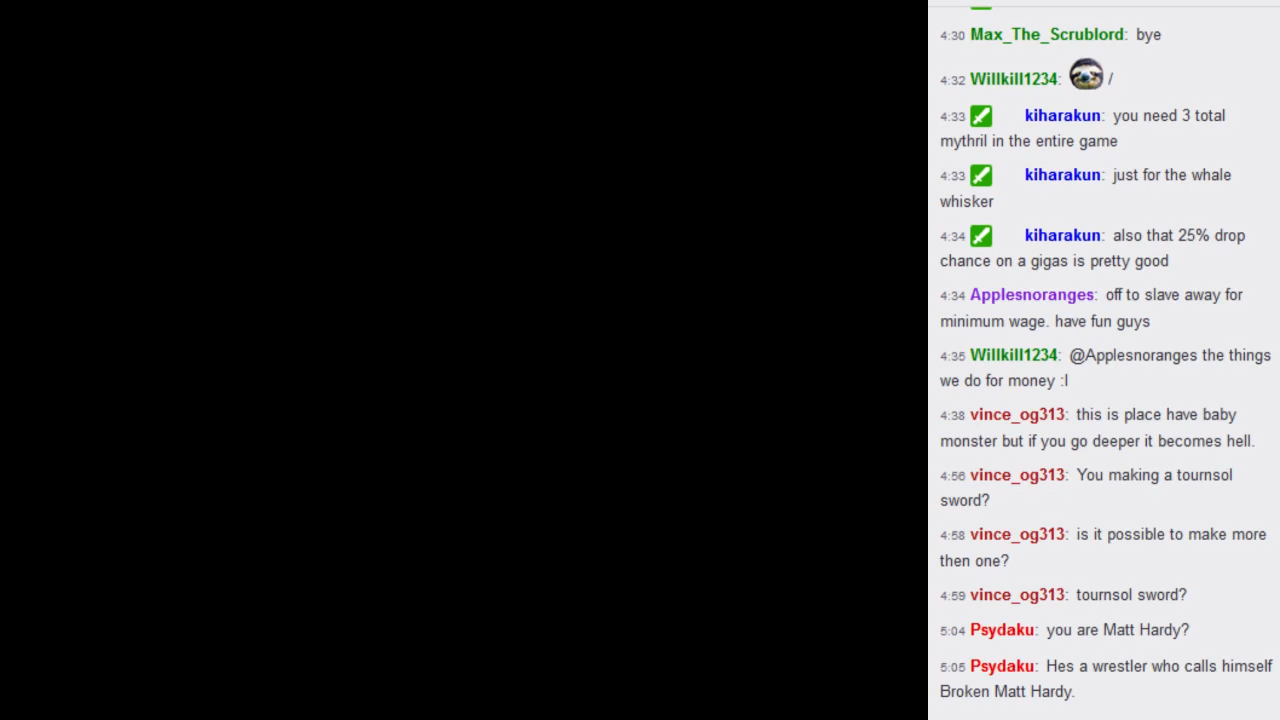 4:30 Max_The_Scrublord: bye
4:32 Willkill1234: /
4:33 kiharakun: you need 3 total
mythril in the entire game
4:33 kiharakun: just for the whale
whisker
4:34 kiharakun: also that 25% drop
chance on a gigas is pretty good
4:34 Applesnoranges: off to slave away for
minimum wage. have fun guys
4:35 Willkill1234: @Applesnoranges the things
we do for money :l
4:38 vince_og313: this is place have baby
monster but if you go deeper it becomes hell.
4:56 vince_og313: You making a tournsol
sword?
4:58 vince_og313: is it possible to make more
then one?
4:59 vince_og313: tournsol sword?
5:04 Psydaku: you are Matt Hardy?
5:05 Psydaku: Hes a wrestler who calls himself
Broken Matt Hardy.